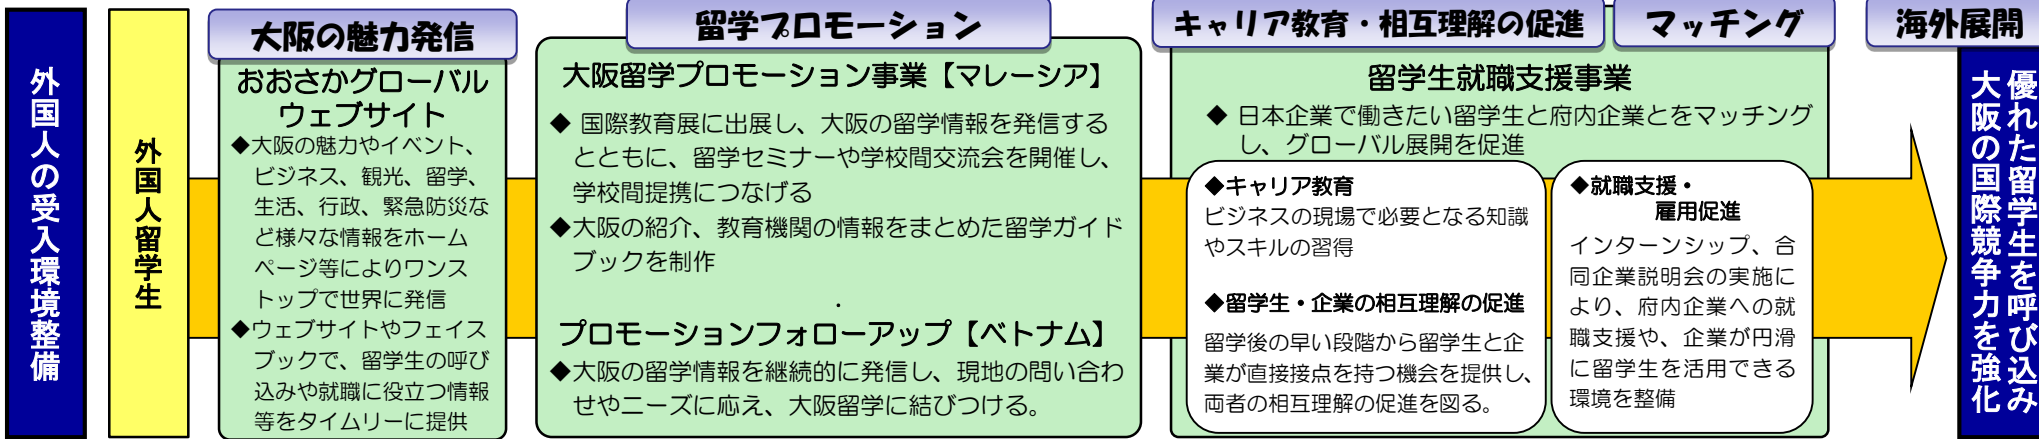 外国人の受入環境整備
外国人留学生
大阪の魅力発信
おおさかグローバル
ウェブサイト
◆大阪の魅力やイベント、
ビジネス、観光、留学、
生活、行政、緊急防災な
ど様々な情報をホーム
ページ等によりワンス
トップで世界に発信
◆ウェブサイトやフェイス
ブックで、留学生の呼び
込みや就職に役立つ情報
等をタイムリーに提供
留学プロモーション
大阪留学プロモーション事業【マレーシア】
◆ 国際教育展に出展し、大阪の留学情報を発信する
とともに、留学セミナーや学校間交流会を開催し、
学校間提携につなげる
◆大阪の紹介、教育機関の情報をまとめた留学ガイド
ブックを制作
.
プロモーションフォローアップ【ベトナム】
◆大阪の留学情報を継続的に発信し、現地の問い合わ
せやニーズに応え、大阪留学に結びつける。
キャリア教育・相互理解の促進
マッチング
留学生就職支援事業
◆ 日本企業で働きたい留学生と府内企業とをマッチング
し、グローバル展開を促進
◆キャリア教育
ビジネスの現場で必要となる知識
やスキルの習得
◆留学生・企業の相互理解の促進
留学後の早い段階から留学生と企
業が直接接点を持つ機会を提供し、
両者の相互理解の促進を図る。
◆就職支援・
雇用促進
インターンシップ、合
同企業説明会の実施に
より、府内企業への就
職支援や、企業が円滑
に留学生を活用できる
環境を整備
海外展開
優れた留学生を呼び込み
大阪の国際競争力を強化